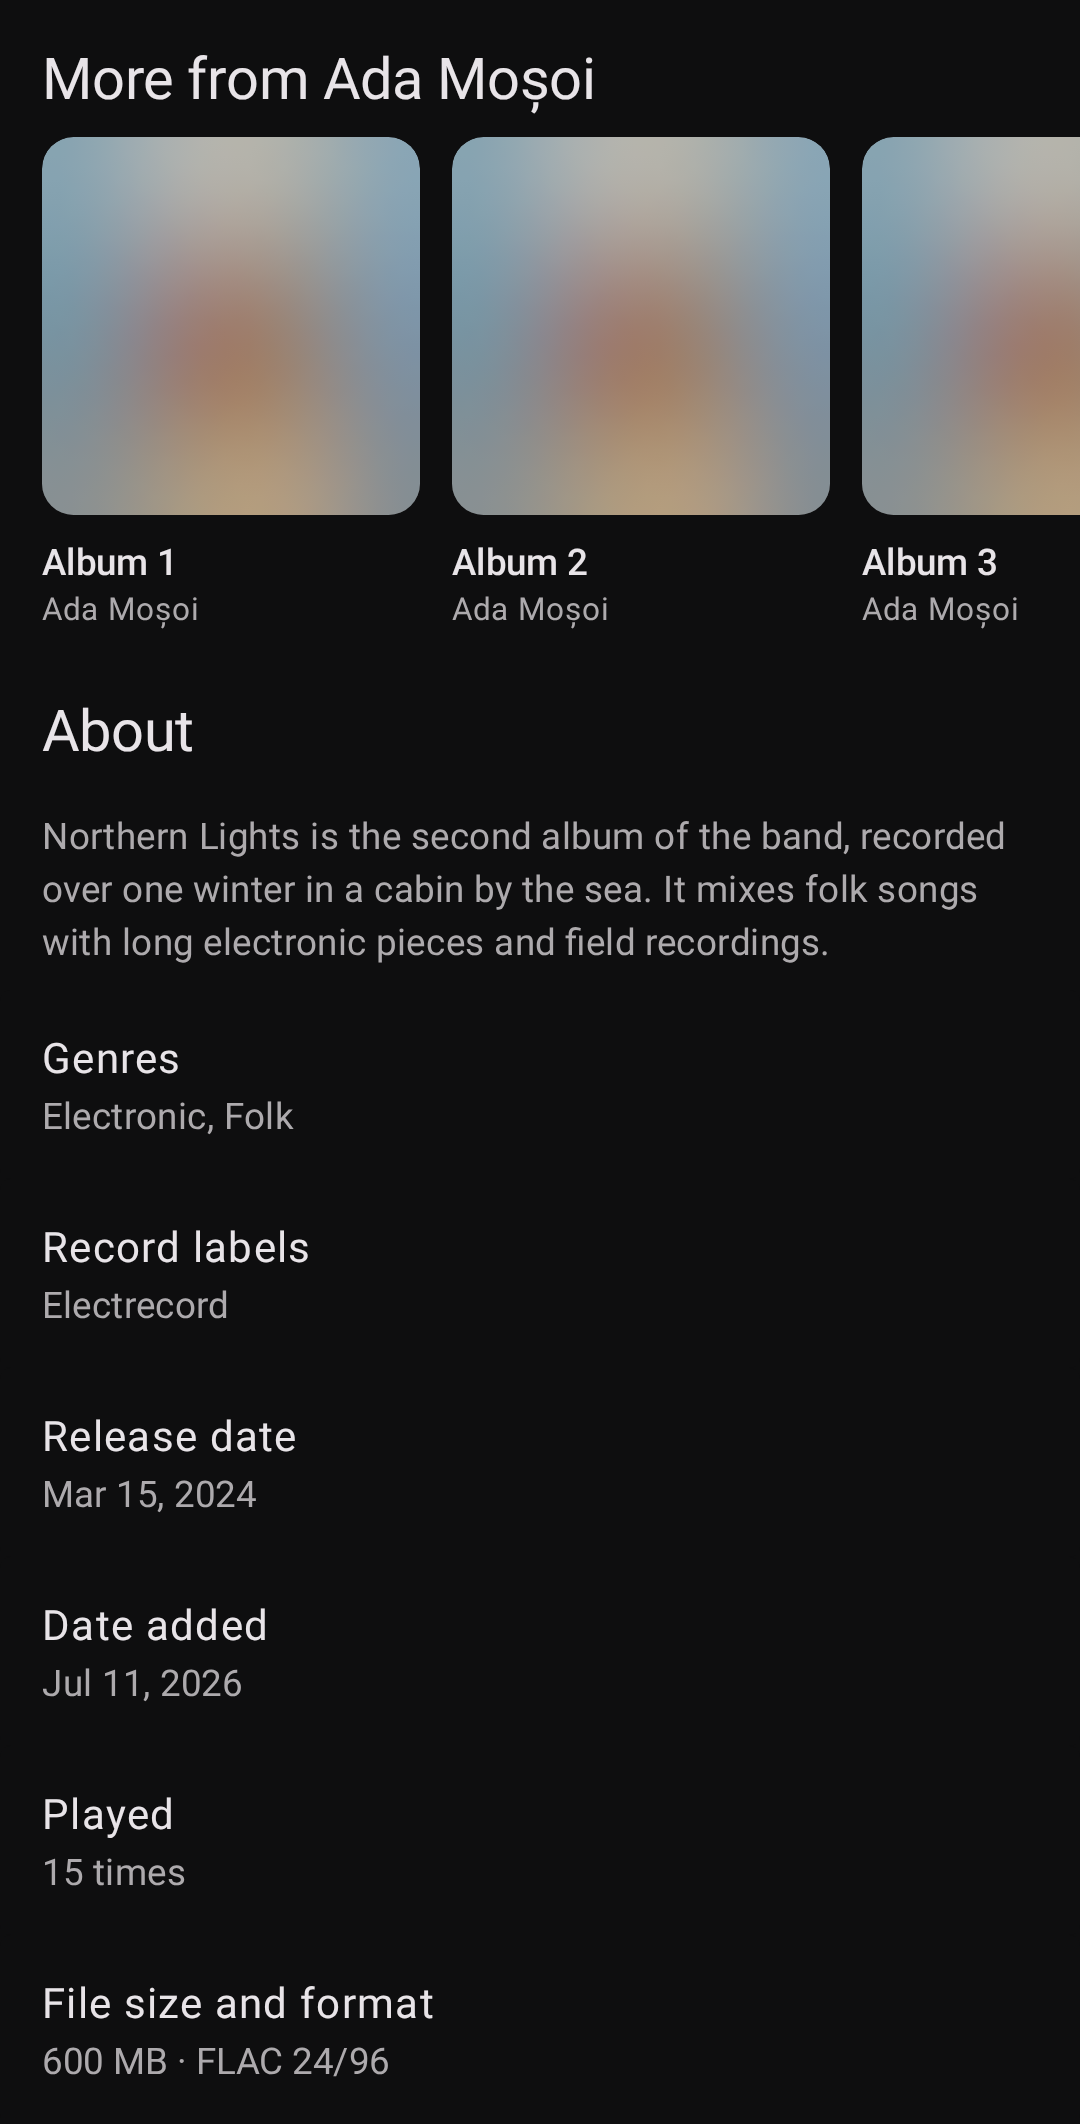 More from Ada Moșoi
Album 1
Ada Moșoi
Album 2
Ada Moșoi
Album 3
Ada Moșoi
About
Northern Lights is the second album of the band, recorded
over one winter in a cabin by the sea. It mixes folk songs
with long electronic pieces and field recordings.
Genres
Electronic, Folk
Record labels
Electrecord
Release date
Mar 15, 2024
Date added
Jul 11, 2026
Played
15 times
File size and format
600 MB · FLAC 24/96